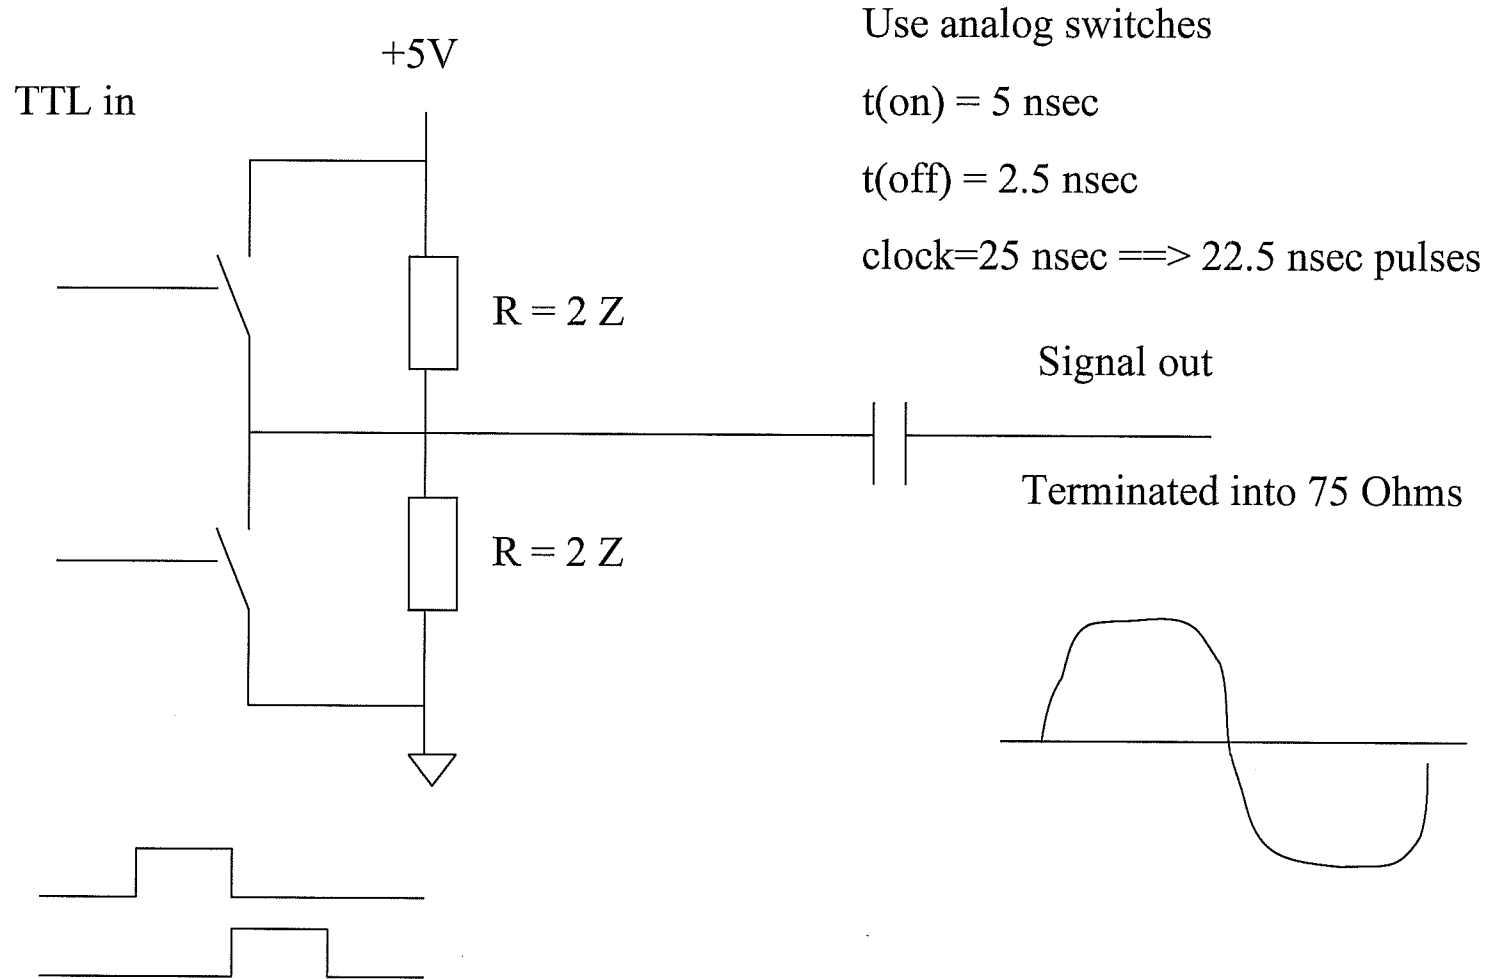 Use analog switches
+5V
TTL in
t(on) = 5 nsec
t(off) = 2.5 nsec
clock=25 nsec ==> 22.5 nsec pulses
R = 2 Z
Signal out
Terminated into 75 Ohms
R = 2 Z